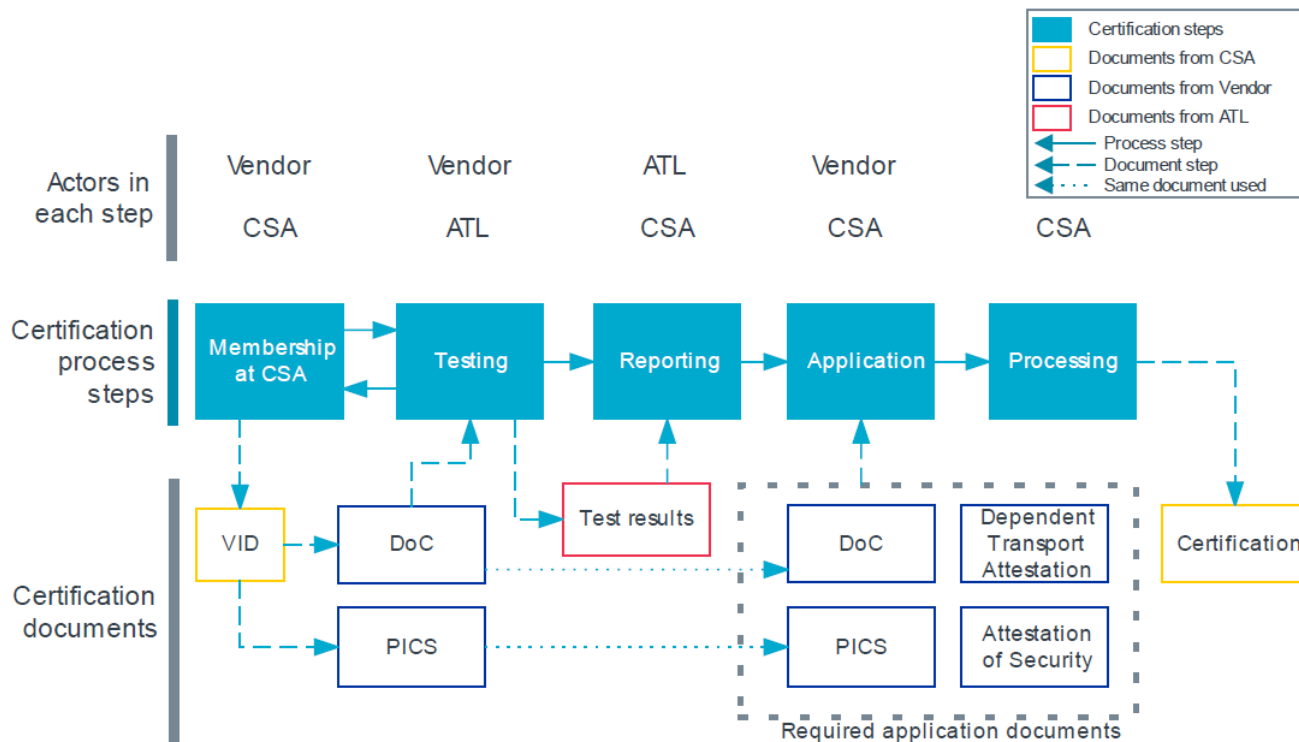 Certification steps
Documents from CSA
Documents from Vendor
Documents from ATL
Process step
Document step
Same document used
Actors in
each step
Vendor
Vendor
ATL
Vendor
CSA
ATL
CSA
CSA
CSA
Certification
process
steps
Membership
at CSA
Testing
Reporting
Application
Processing
Certification
documents
VID
DoC
Test results
DoC
Dependent
Transport
Attestation
Certification
PICS
PICS
Attestation
of Security
Required application documents